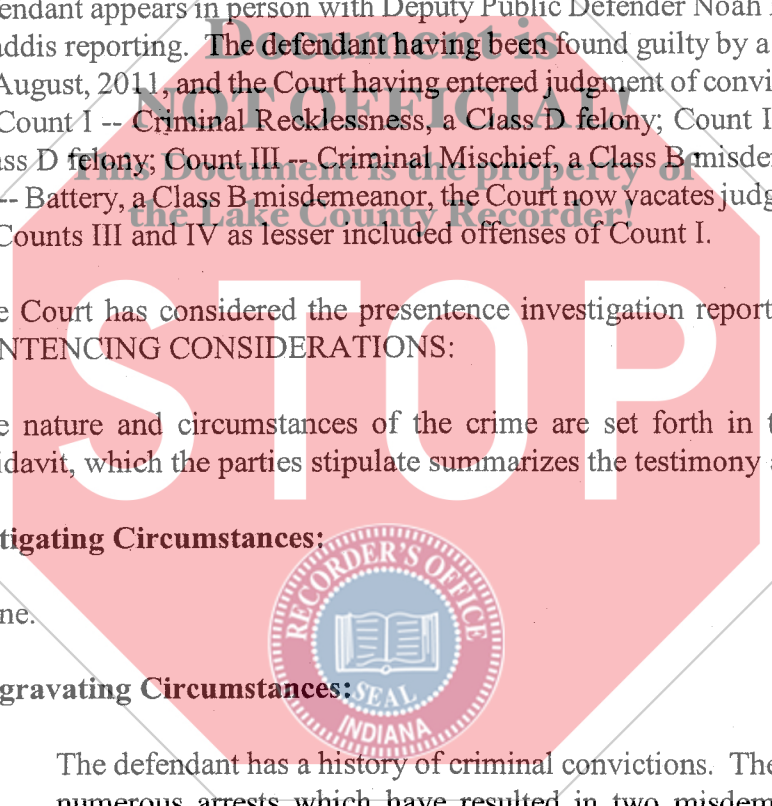 endant appears in person with Deputy Public Defender Noah
Document is
addis reporting. The defendant having been found guilty by a
August, 2011, and the Court having entered judgment of convi
NOT OFFICIAL!
Count I -- Criminal Recklessness, a Class D felony; Count I
ss D felony; Count III -- Criminal Mischief, a Class B misde
This Document is the property of
-- Battery, a Class B misdemeanor, the Court now vacates judg
the Lake County Recorder!
Counts III and IV as lesser included offenses of Count I.
e Court has considered the presentence investigation report
NTENCING CONSIDERATIONS:
STOP
e nature and circumstances of the crime are set forth in t
idavit, which the parties stipulate summarizes the testimony
tigating Circumstances:
RECORDER'S OFFICE
ne.
gravating Circumstances:
SEAL
INDIANA
The defendant has a history of criminal convictions. The
numerous arrests which have resulted in two misdem